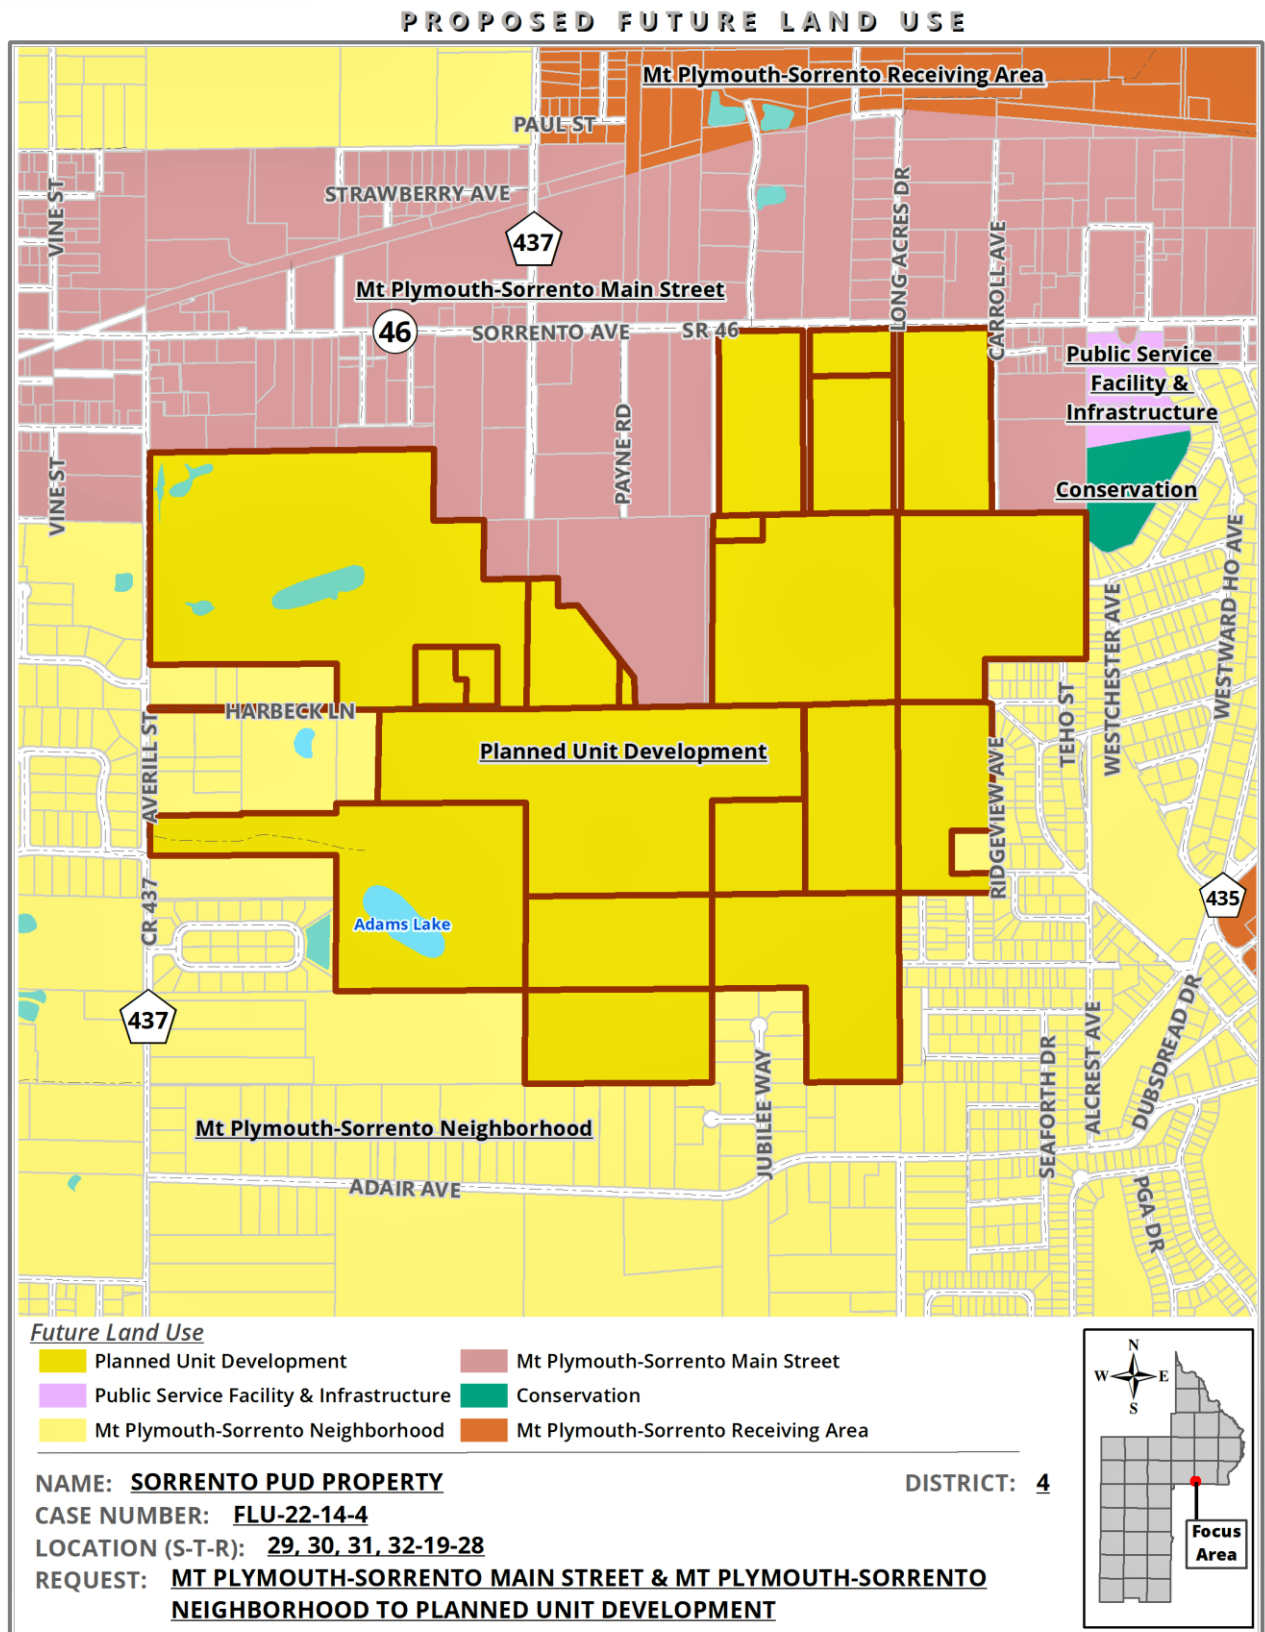 PROPOSED FUTURE LAND USE
Mt Plymouth-Sorrento Receiving Area
PAUL ST
STRAWBERRY AVE
VINE ST
437
LONG ACRES DR
CARROLL AVE
Mt Plymouth-Sorrento Main Street
46
SORRENTO AVE
SR 46
Public Service
Facility &
Infrastructure
PAYNE RD
VINE ST
Conservation
WESTWARD HO AVE
WESTCHESTER AVE
TEHO ST
HARBECK LN
AVERILL ST
Planned Unit Development
RIDGEVIEW AVE
435
CR 437
Adams Lake
437
DUBSDREAD DR
ALCREST AVE
SEAFORTH DR
JUBILEE WAY
Mt Plymouth-Sorrento Neighborhood
ADAIR AVE
PGA DR
Future Land Use
Planned Unit Development
Mt Plymouth-Sorrento Main Street
Public Service Facility & Infrastructure
Conservation
Mt Plymouth-Sorrento Neighborhood
Mt Plymouth-Sorrento Receiving Area
N
W E
S
Focus
Area
NAME: SORRENTO PUD PROPERTY
DISTRICT: 4
CASE NUMBER: FLU-22-14-4
LOCATION (S-T-R): 29, 30, 31, 32-19-28
REQUEST: MT PLYMOUTH-SORRENTO MAIN STREET & MT PLYMOUTH-SORRENTO
NEIGHBORHOOD TO PLANNED UNIT DEVELOPMENT